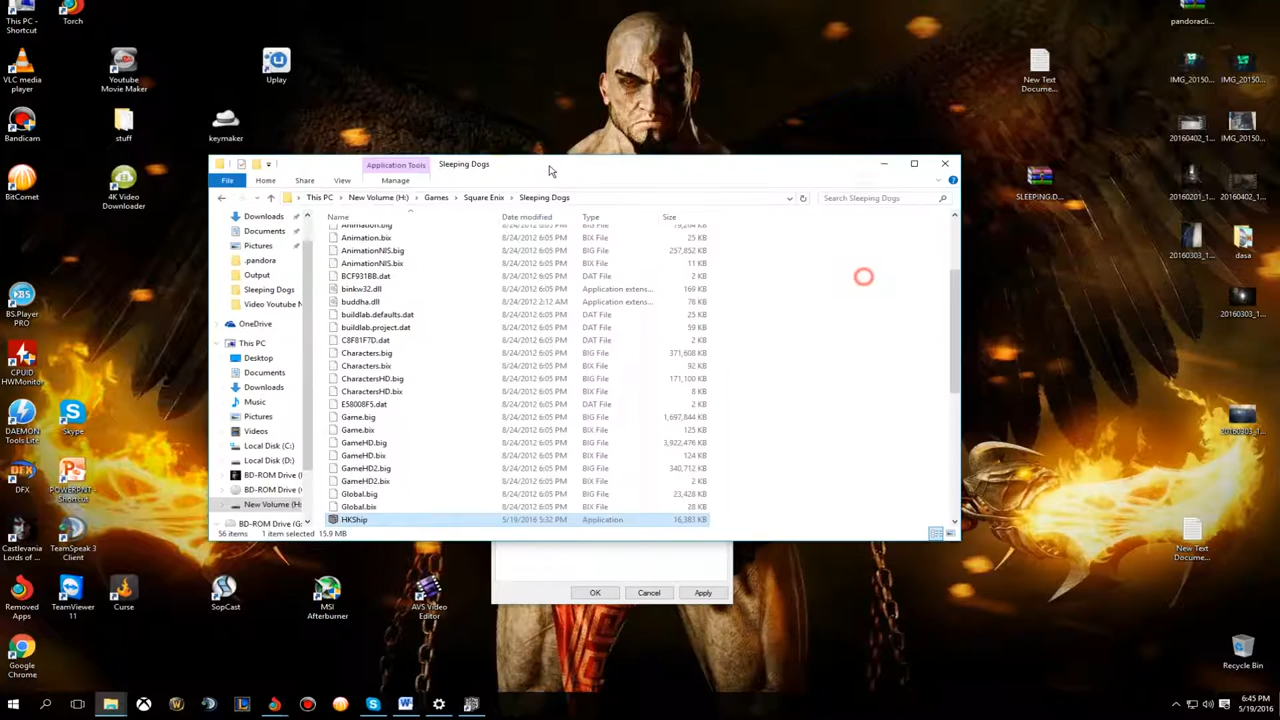 This PC -
Shortcut
Torch
VLC media
player
Youtube
Movie Maker
Uplay
Bandicam
stuff
keymaker
BitComet
4K Video
Downloader
BS.Player
PRO
CPUID
HWMonitor
DAEMON
Tools Lite
Skype
DFX
POWERPNT -
Shortcut
Castlevania
Lords of ...
TeamSpeak 3
Client
Removed
Apps
TeamViewer
11
Curse
SopCast
MSI
Afterburner
AVS Video
Editor
Google
Chrome
Application Tools
Sleeping Dogs
File
Home
Share
View
Manage
This PC > New Volume (H:) > Games > Square Enix > Sleeping Dogs
Search Sleeping Dogs
Name
Date modified
Type
Size
Downloads
Documents
Pictures
.pandora
Output
Sleeping Dogs
Video Youtube N
OneDrive
This PC
Desktop
Documents
Downloads
Music
Pictures
Videos
Local Disk (C:)
Local Disk (D:)
BD-ROM Drive (
BD-ROM Drive (
New Volume (H:
BD-ROM Drive (G:
Animation.big 8/24/2012 6:05 PM BIG File 79,204 KB
Animation.bix 8/24/2012 6:05 PM BIX File 25 KB
AnimationNIS.big 8/24/2012 6:05 PM BIG File 257,852 KB
AnimationNIS.bix 8/24/2012 6:05 PM BIX File 11 KB
BCF931BB.dat 8/24/2012 6:05 PM DAT File 2 KB
binkw32.dll 8/24/2012 6:05 PM Application extens... 169 KB
buddha.dll 8/24/2012 2:12 AM Application extens... 78 KB
buildlab.defaults.dat 8/24/2012 6:05 PM DAT File 25 KB
buildlab.project.dat 8/24/2012 6:05 PM DAT File 59 KB
C8F81F7D.dat 8/24/2012 6:05 PM DAT File 2 KB
Characters.big 8/24/2012 6:05 PM BIG File 371,608 KB
Characters.bix 8/24/2012 6:05 PM BIX File 92 KB
CharactersHD.big 8/24/2012 6:05 PM BIG File 171,100 KB
CharactersHD.bix 8/24/2012 6:05 PM BIX File 8 KB
E58008F5.dat 8/24/2012 6:05 PM DAT File 2 KB
Game.big 8/24/2012 6:05 PM BIG File 1,697,844 KB
Game.bix 8/24/2012 6:05 PM BIX File 125 KB
GameHD.big 8/24/2012 6:05 PM BIG File 3,922,476 KB
GameHD.bix 8/24/2012 6:05 PM BIX File 124 KB
GameHD2.big 8/24/2012 6:05 PM BIG File 340,712 KB
GameHD2.bix 8/24/2012 6:05 PM BIX File 2 KB
Global.big 8/24/2012 6:05 PM BIG File 23,428 KB
Global.bix 8/24/2012 6:05 PM BIX File 28 KB
HKShip 5/19/2016 5:32 PM Application 16,383 KB
56 items 1 item selected 15.9 MB
OK
Cancel
Apply
pandoracli...
New Text
Docume...
IMG_20150...
IMG_20150...
20160402_1...
IMG_20150...
SLEEPING.D...
20160402_1...
20160402_1...
20160303_1...
dasa
20160303_1...
20160303_1...
New Text
Docume...
Recycle Bin
6:45 PM
5/19/2016